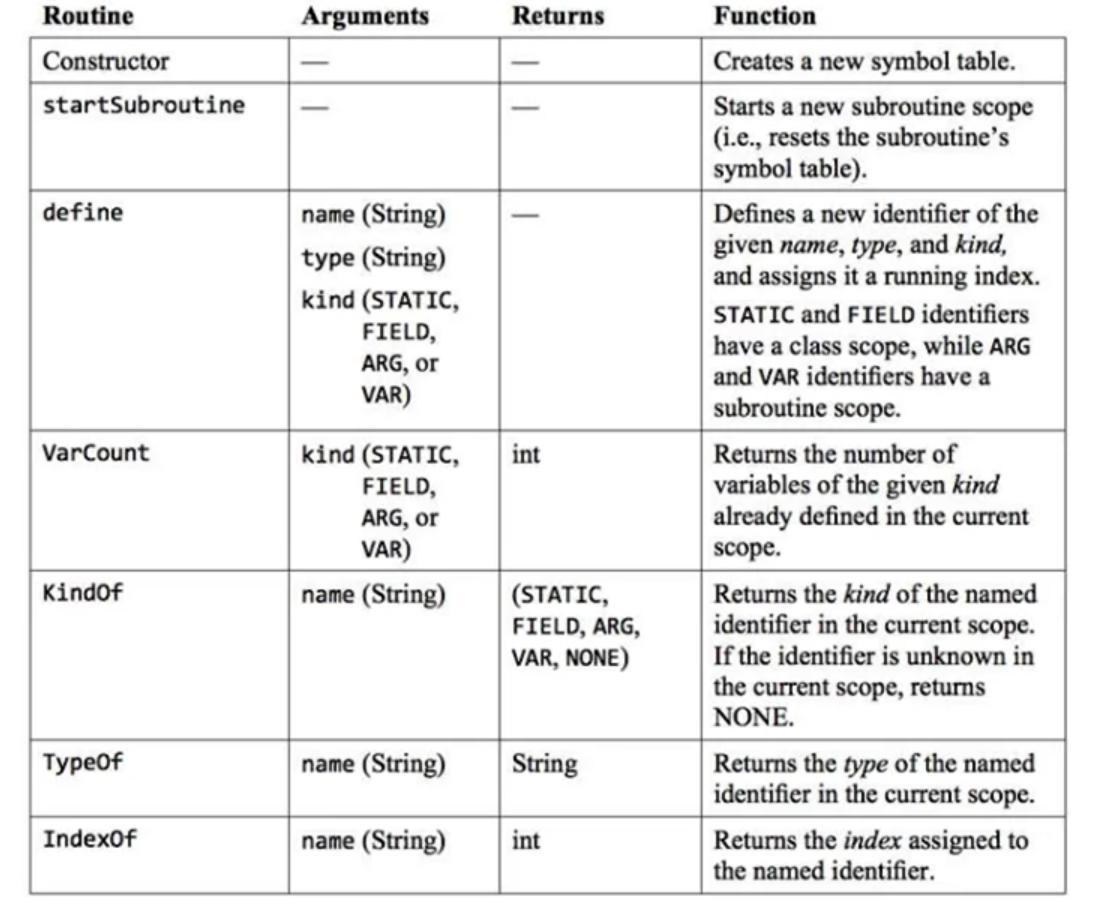 Routine Arguments Returns Function
Constructor — — Creates a new symbol table.
startSubroutine — — Starts a new subroutine scope
(i.e., resets the subroutine's
symbol table).
define name (String) — Defines a new identifier of the
type (String) given name, type, and kind,
kind (STATIC, and assigns it a running index.
FIELD, STATIC and FIELD identifiers
ARG, or have a class scope, while ARG
VAR) and VAR identifiers have a
subroutine scope.
VarCount kind (STATIC, int Returns the number of
FIELD, variables of the given kind
ARG, or already defined in the current
VAR) scope.
KindOf name (String) (STATIC, Returns the kind of the named
FIELD, ARG, identifier in the current scope.
VAR, NONE) If the identifier is unknown in
the current scope, returns
NONE.
TypeOf name (String) String Returns the type of the named
identifier in the current scope.
IndexOf name (String) int Returns the index assigned to
the named identifier.